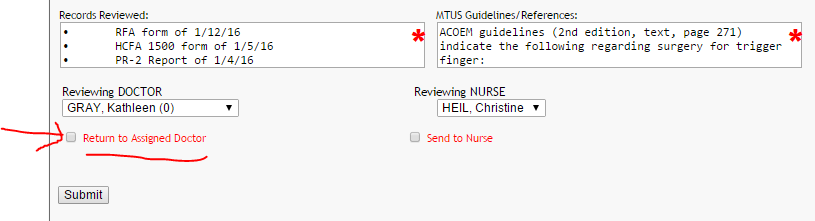 Records Reviewed:
• RFA form of 1/12/16
• HCFA 1500 form of 1/5/16
• PR-2 Report of 1/4/16
*
MTUS Guidelines/References:
ACOEM guidelines (2nd edition, text, page 271)
indicate the following regarding surgery for trigger
finger:
*
Reviewing DOCTOR
GRAY, Kathleen (0)
Reviewing NURSE
HEIL, Christine
Return to Assigned Doctor
Send to Nurse
Submit